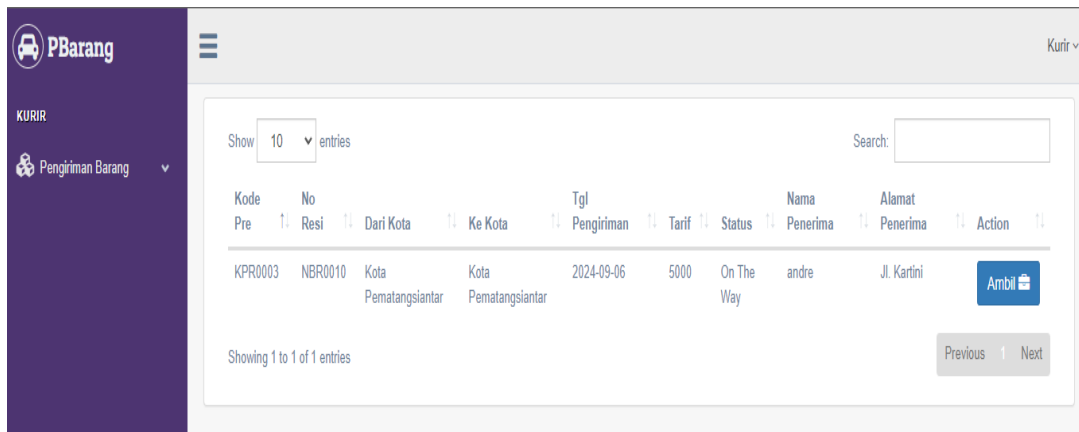 PBarang
Kurir
KURIR
Pengiriman Barang
Show 10 entries
Search:
Kode Pre No Resi Dari Kota Ke Kota Tgl Pengiriman Tarif Status Nama Penerima Alamat Penerima Action
KPR0003 NBR0010 Kota Pematangsiantar Kota Pematangsiantar 2024-09-06 5000 On The Way andre Jl. Kartini Ambil
Showing 1 to 1 of 1 entries
Previous 1 Next